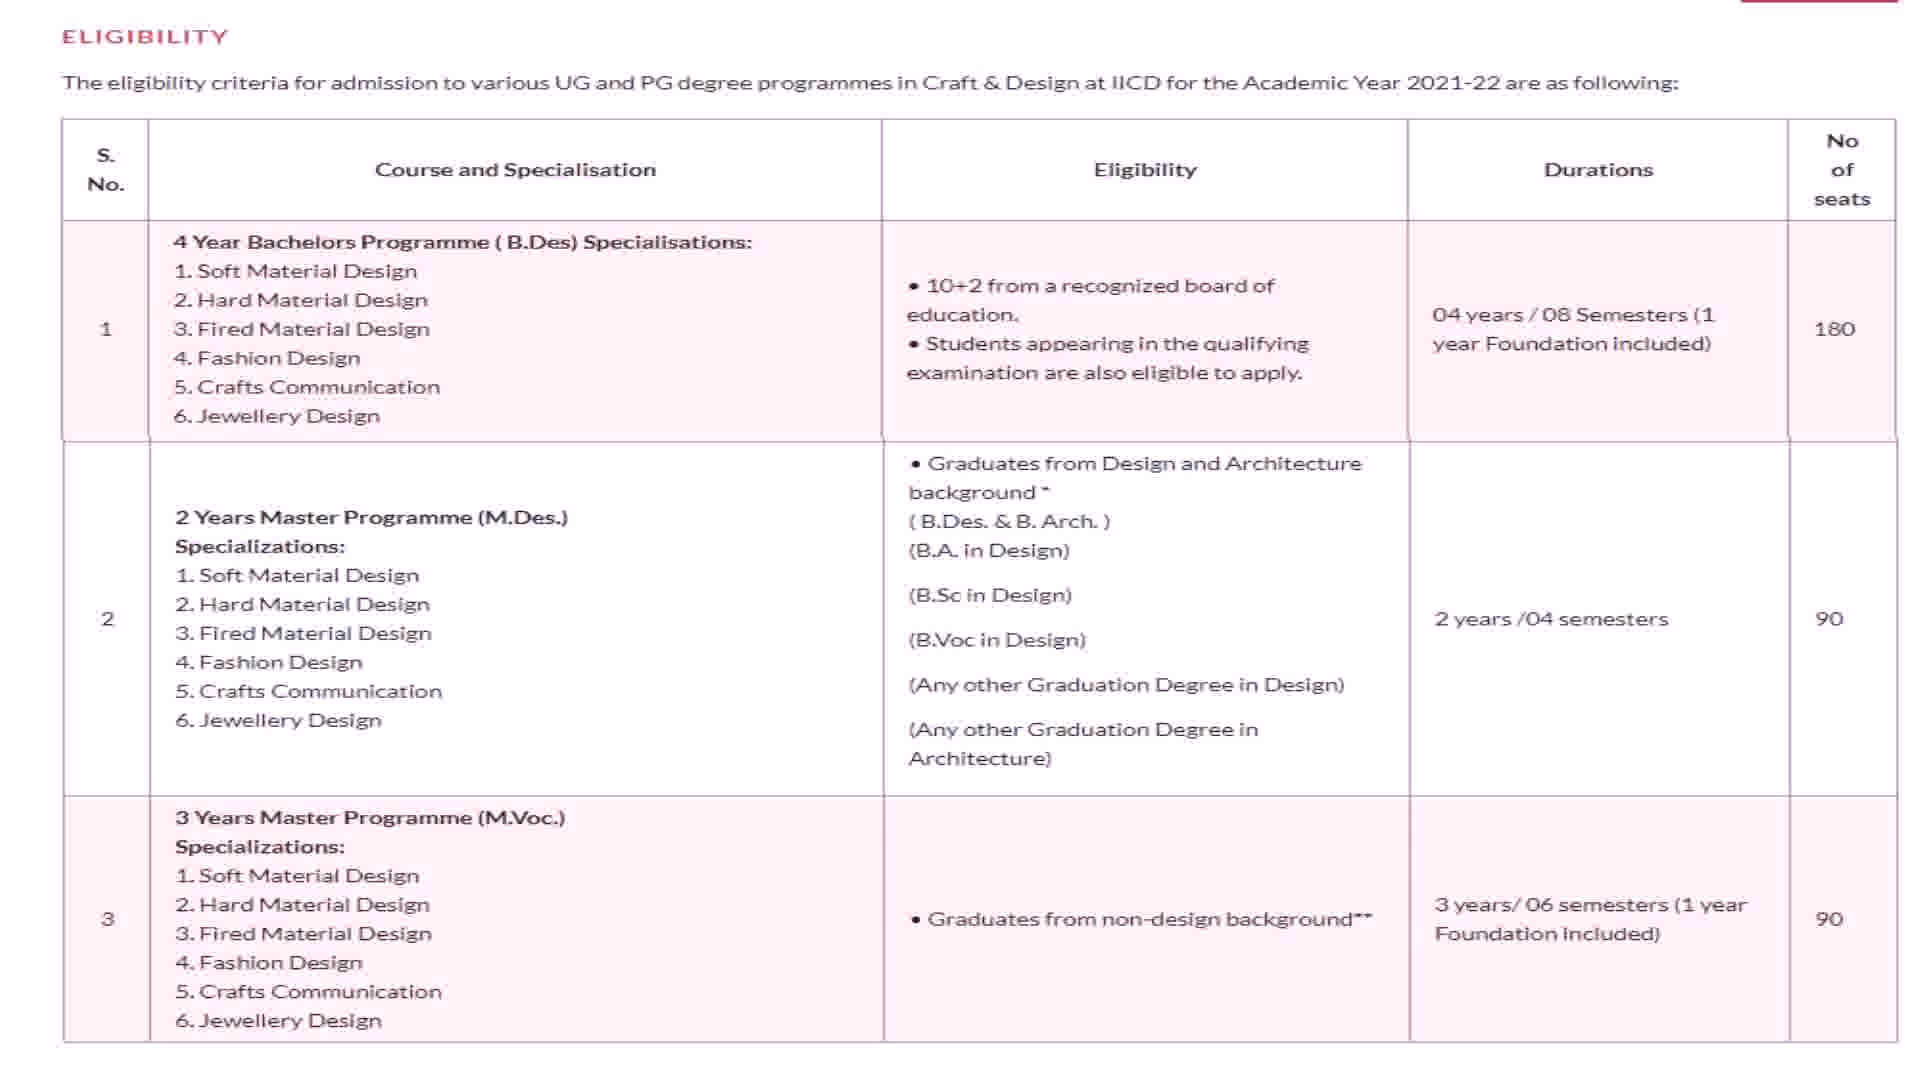 ELIGIBILITY
The eligibility criteria for admission to various UG and PG degree programmes in Craft & Design at IICD for the Academic Year 2021-22 are as following:
S.
No.
Course and Specialisation
Eligibility
Durations
No
of
seats
1
4 Year Bachelors Programme ( B.Des) Specialisations:
1. Soft Material Design
2. Hard Material Design
3. Fired Material Design
4. Fashion Design
5. Crafts Communication
6. Jewellery Design
• 10+2 from a recognized board of
education.
• Students appearing in the qualifying
examination are also eligible to apply.
04 years / 08 Semesters (1
year Foundation included)
180
2
2 Years Master Programme (M.Des.)
Specializations:
1. Soft Material Design
2. Hard Material Design
3. Fired Material Design
4. Fashion Design
5. Crafts Communication
6. Jewellery Design
• Graduates from Design and Architecture
background *
( B.Des. & B. Arch. )
(B.A. in Design)
(B.Sc in Design)
(B.Voc in Design)
(Any other Graduation Degree in Design)
(Any other Graduation Degree in
Architecture)
2 years /04 semesters
90
3
3 Years Master Programme (M.Voc.)
Specializations:
1. Soft Material Design
2. Hard Material Design
3. Fired Material Design
4. Fashion Design
5. Crafts Communication
6. Jewellery Design
• Graduates from non-design background**
3 years/ 06 semesters (1 year
Foundation included)
90